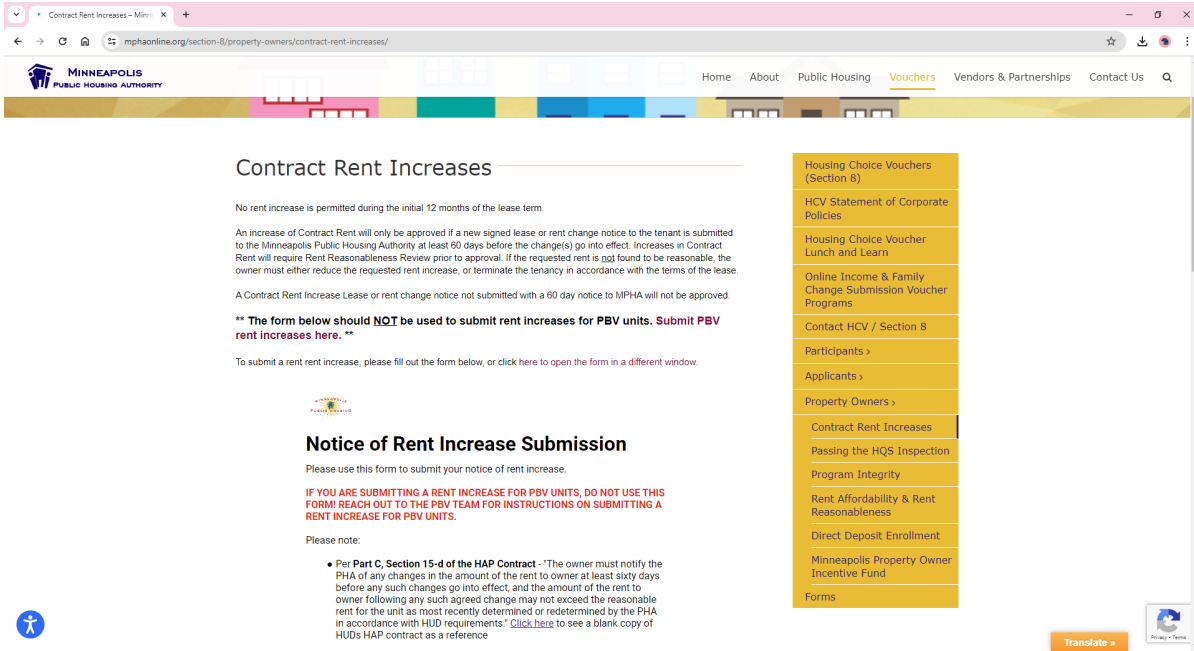 Contract Rent Increases – Minn
mphaonline.org/section-8/property-owners/contract-rent-increases/
MINNEAPOLIS
PUBLIC HOUSING AUTHORITY
Home About Public Housing Vouchers Vendors & Partnerships Contact Us
Contract Rent Increases
No rent increase is permitted during the initial 12 months of the lease term.
An increase of Contract Rent will only be approved if a new signed lease or rent change notice to the tenant is submitted
to the Minneapolis Public Housing Authority at least 60 days before the change(s) go into effect. Increases in Contract
Rent will require Rent Reasonableness Review prior to approval. If the requested rent is not found to be reasonable, the
owner must either reduce the requested rent increase, or terminate the tenancy in accordance with the terms of the lease.
A Contract Rent Increase Lease or rent change notice not submitted with a 60 day notice to MPHA will not be approved.
** The form below should NOT be used to submit rent increases for PBV units. Submit PBV
rent increases here. **
To submit a rent rent increase, please fill out the form below, or click here to open the form in a different window.
MINNEAPOLIS
PUBLIC HOUSING
Notice of Rent Increase Submission
Please use this form to submit your notice of rent increase.
IF YOU ARE SUBMITTING A RENT INCREASE FOR PBV UNITS, DO NOT USE THIS
FORM! REACH OUT TO THE PBV TEAM FOR INSTRUCTIONS ON SUBMITTING A
RENT INCREASE FOR PBV UNITS.
Please note:
• Per Part C, Section 15-d of the HAP Contract - "The owner must notify the
PHA of any changes in the amount of the rent to owner at least sixty days
before any such changes go into effect, and the amount of the rent to
owner following any such agreed change may not exceed the reasonable
rent for the unit as most recently determined or redetermined by the PHA
in accordance with HUD requirements." Click here to see a blank copy of
HUDs HAP contract as a reference
Housing Choice Vouchers
(Section 8)
HCV Statement of Corporate
Policies
Housing Choice Voucher
Lunch and Learn
Online Income & Family
Change Submission Voucher
Programs
Contact HCV / Section 8
Participants ›
Applicants ›
Property Owners ›
Contract Rent Increases
Passing the HQS Inspection
Program Integrity
Rent Affordability & Rent
Reasonableness
Direct Deposit Enrollment
Minneapolis Property Owner
Incentive Fund
Forms
Privacy - Terms
Translate »